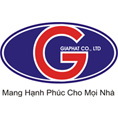 GIAPHAT CO., LTD
G
Mang Hạnh Phúc Cho Mọi Nhà